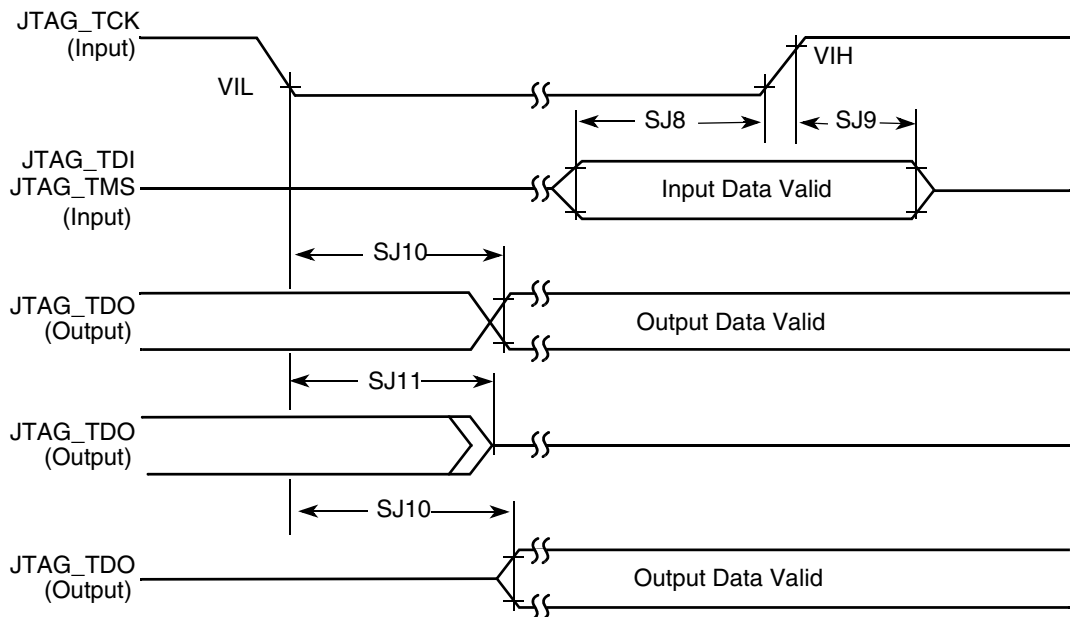 JTAG_TCK
(Input)
VIL
VIH
SJ8
SJ9
JTAG_TDI
JTAG_TMS
(Input)
Input Data Valid
SJ10
JTAG_TDO
(Output)
Output Data Valid
SJ11
JTAG_TDO
(Output)
SJ10
JTAG_TDO
(Output)
Output Data Valid